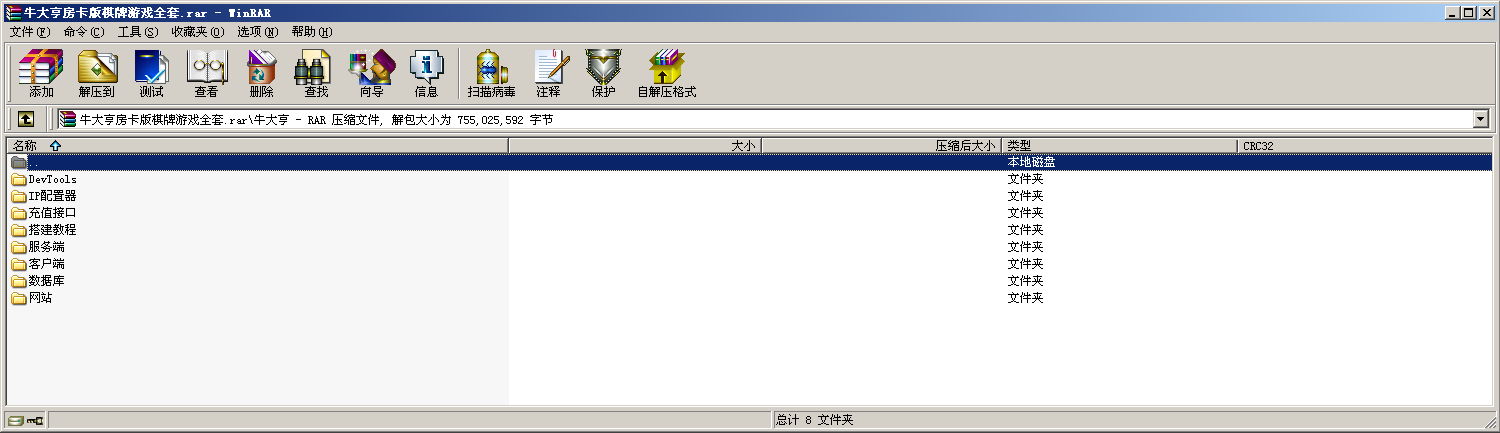 牛大亨房卡版棋牌游戏全套.rar - WinRAR
文件(F) 命令(C) 工具(S) 收藏夹(O) 选项(N) 帮助(H)
添加 解压到 测试 查看 删除 查找 向导 信息 扫描病毒 注释 保护 自解压格式
牛大亨房卡版棋牌游戏全套.rar\牛大亨 - RAR 压缩文件, 解包大小为 755,025,592 字节
名称 大小 压缩后大小 类型 CRC32
.. 本地磁盘
DevTools 文件夹
IP配置器 文件夹
充值接口 文件夹
搭建教程 文件夹
服务端 文件夹
客户端 文件夹
数据库 文件夹
网站 文件夹
总计 8 文件夹